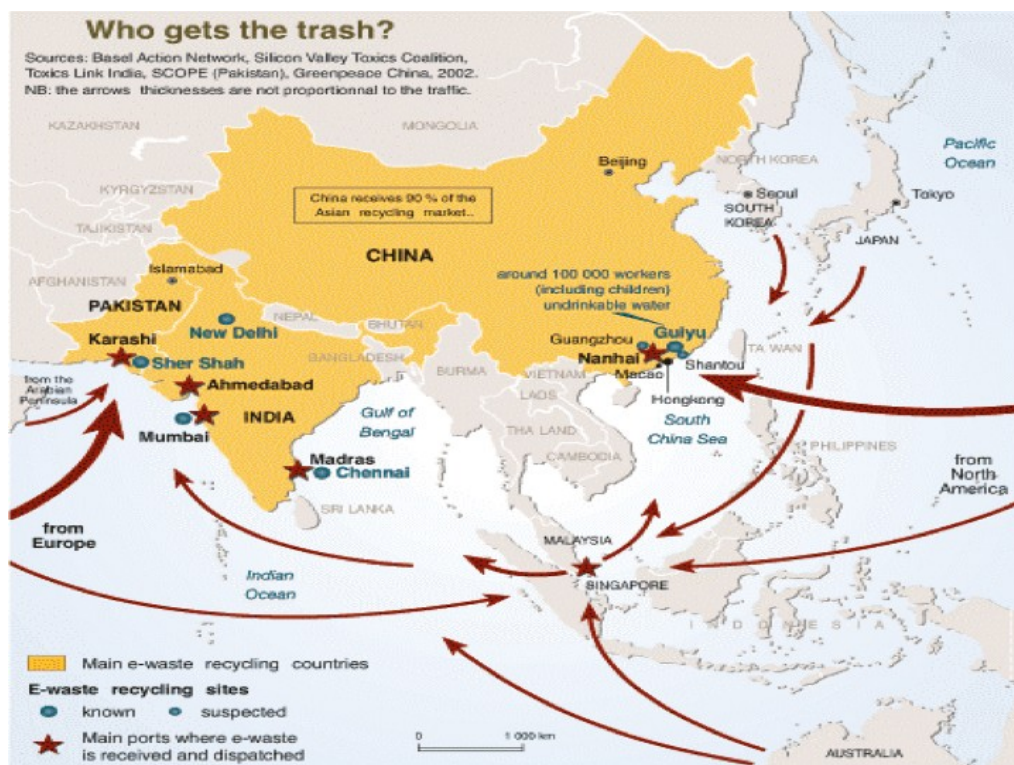 Who gets the trash?
Sources: Basel Action Network, Silicon Valley Toxics Coalition,
Toxics Link India, SCOPE (Pakistan), Greenpeace China, 2002.
NB: the arrows thicknesses are not proportionnal to the traffic.
KAZAKHSTAN
MONGOLIA
Pacific
Ocean
Beijing
NORTH KOREA
KYRGYZSTAN
China receives 90 % of the
Asian recycling market..
Seoul
SOUTH
KOREA
Tokyo
TAJIKISTAN
JAPAN
CHINA
AFGHANISTAN
Islamabad
around 100 000 workers
(including children)
undrinkable water
PAKISTAN
NEPAL
BHUTAN
New Delhi
Karashi
Guangzhou
Guiyu
Sher Shah
BANGLADESH
Nanhai
TA WAN
Shantou
Macao
from the
Arabian
Peninsula
Ahmedabad
BURMA
VIETNAM
LAOS
Hongkong
INDIA
Gulf of
Bengal
South
China Sea
Mumbai
THA LAND
PHILIPPINES
CAMBODIA
Madras
Chennai
from
North
America
SRI LANKA
from
Europe
MALAYSIA
Indian
Ocean
SINGAPORE
INDONESIA
Main e-waste recycling countries
E-waste recycling sites
known suspected
Main ports where e-waste
is received and dispatched
0 1 000 km
AUSTRALIA